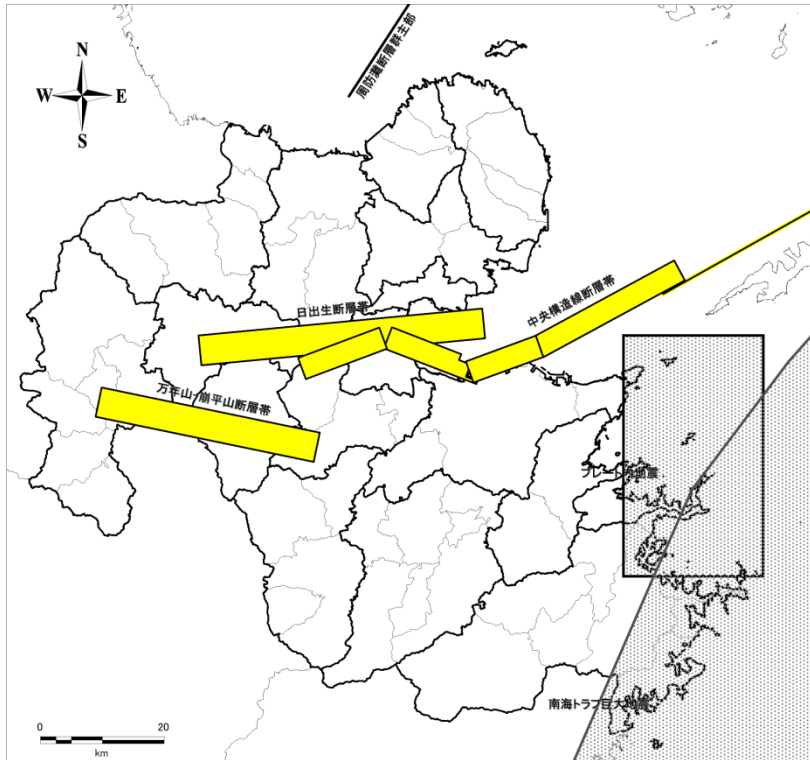 周防灘断層群主部
N
W E
S
日出生断層帯
中央構造線断層帯
万年山-崩平山断層帯
プレート内地震
南海トラフ巨大地震
0 20
km